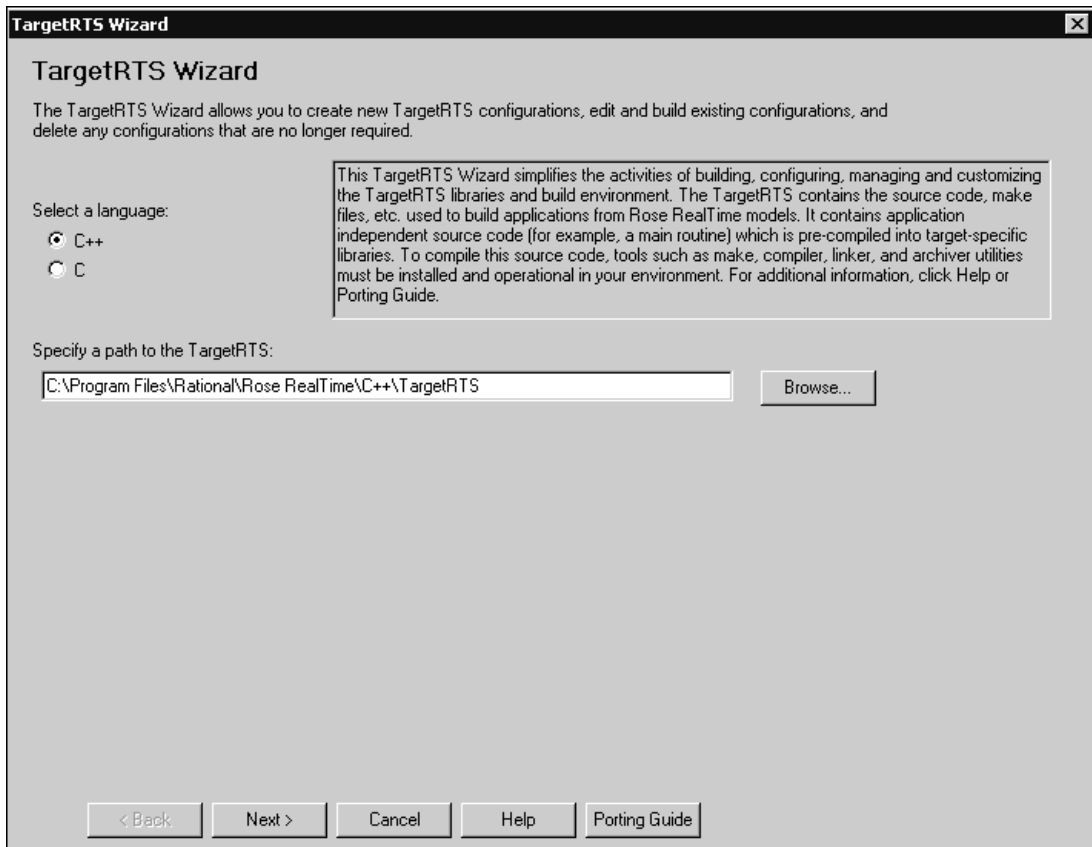 TargetRTS Wizard
TargetRTS Wizard
The TargetRTS Wizard allows you to create new TargetRTS configurations, edit and build existing configurations, and
delete any configurations that are no longer required.
Select a language:
C++
C
This TargetRTS Wizard simplifies the activities of building, configuring, managing and customizing
the TargetRTS libraries and build environment. The TargetRTS contains the source code, make
files, etc. used to build applications from Rose RealTime models. It contains application
independent source code (for example, a main routine) which is pre-compiled into target-specific
libraries. To compile this source code, tools such as make, compiler, linker, and archiver utilities
must be installed and operational in your environment. For additional information, click Help or
Porting Guide.
Specify a path to the TargetRTS:
C:\Program Files\Rational\Rose RealTime\C++\TargetRTS
Browse...
< Back
Next >
Cancel
Help
Porting Guide